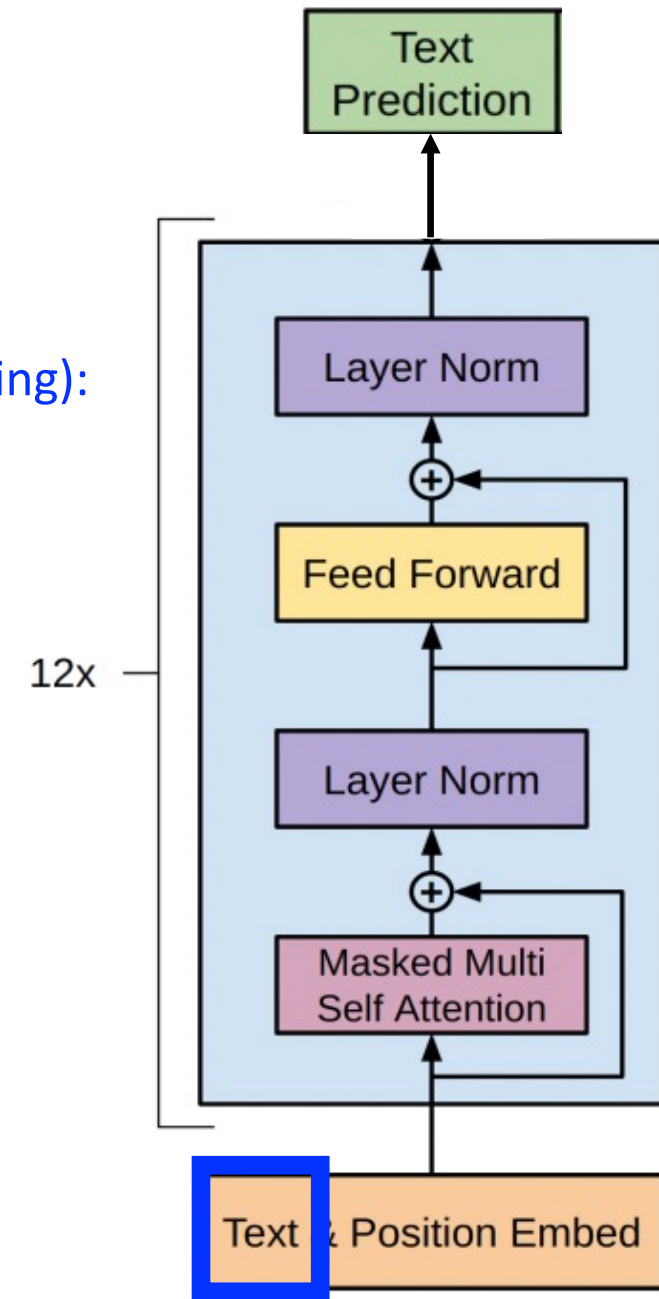 Text
Prediction
Layer Norm
ing):
+
Feed Forward
12x
Layer Norm
+
Masked Multi
Self Attention
Text & Position Embed